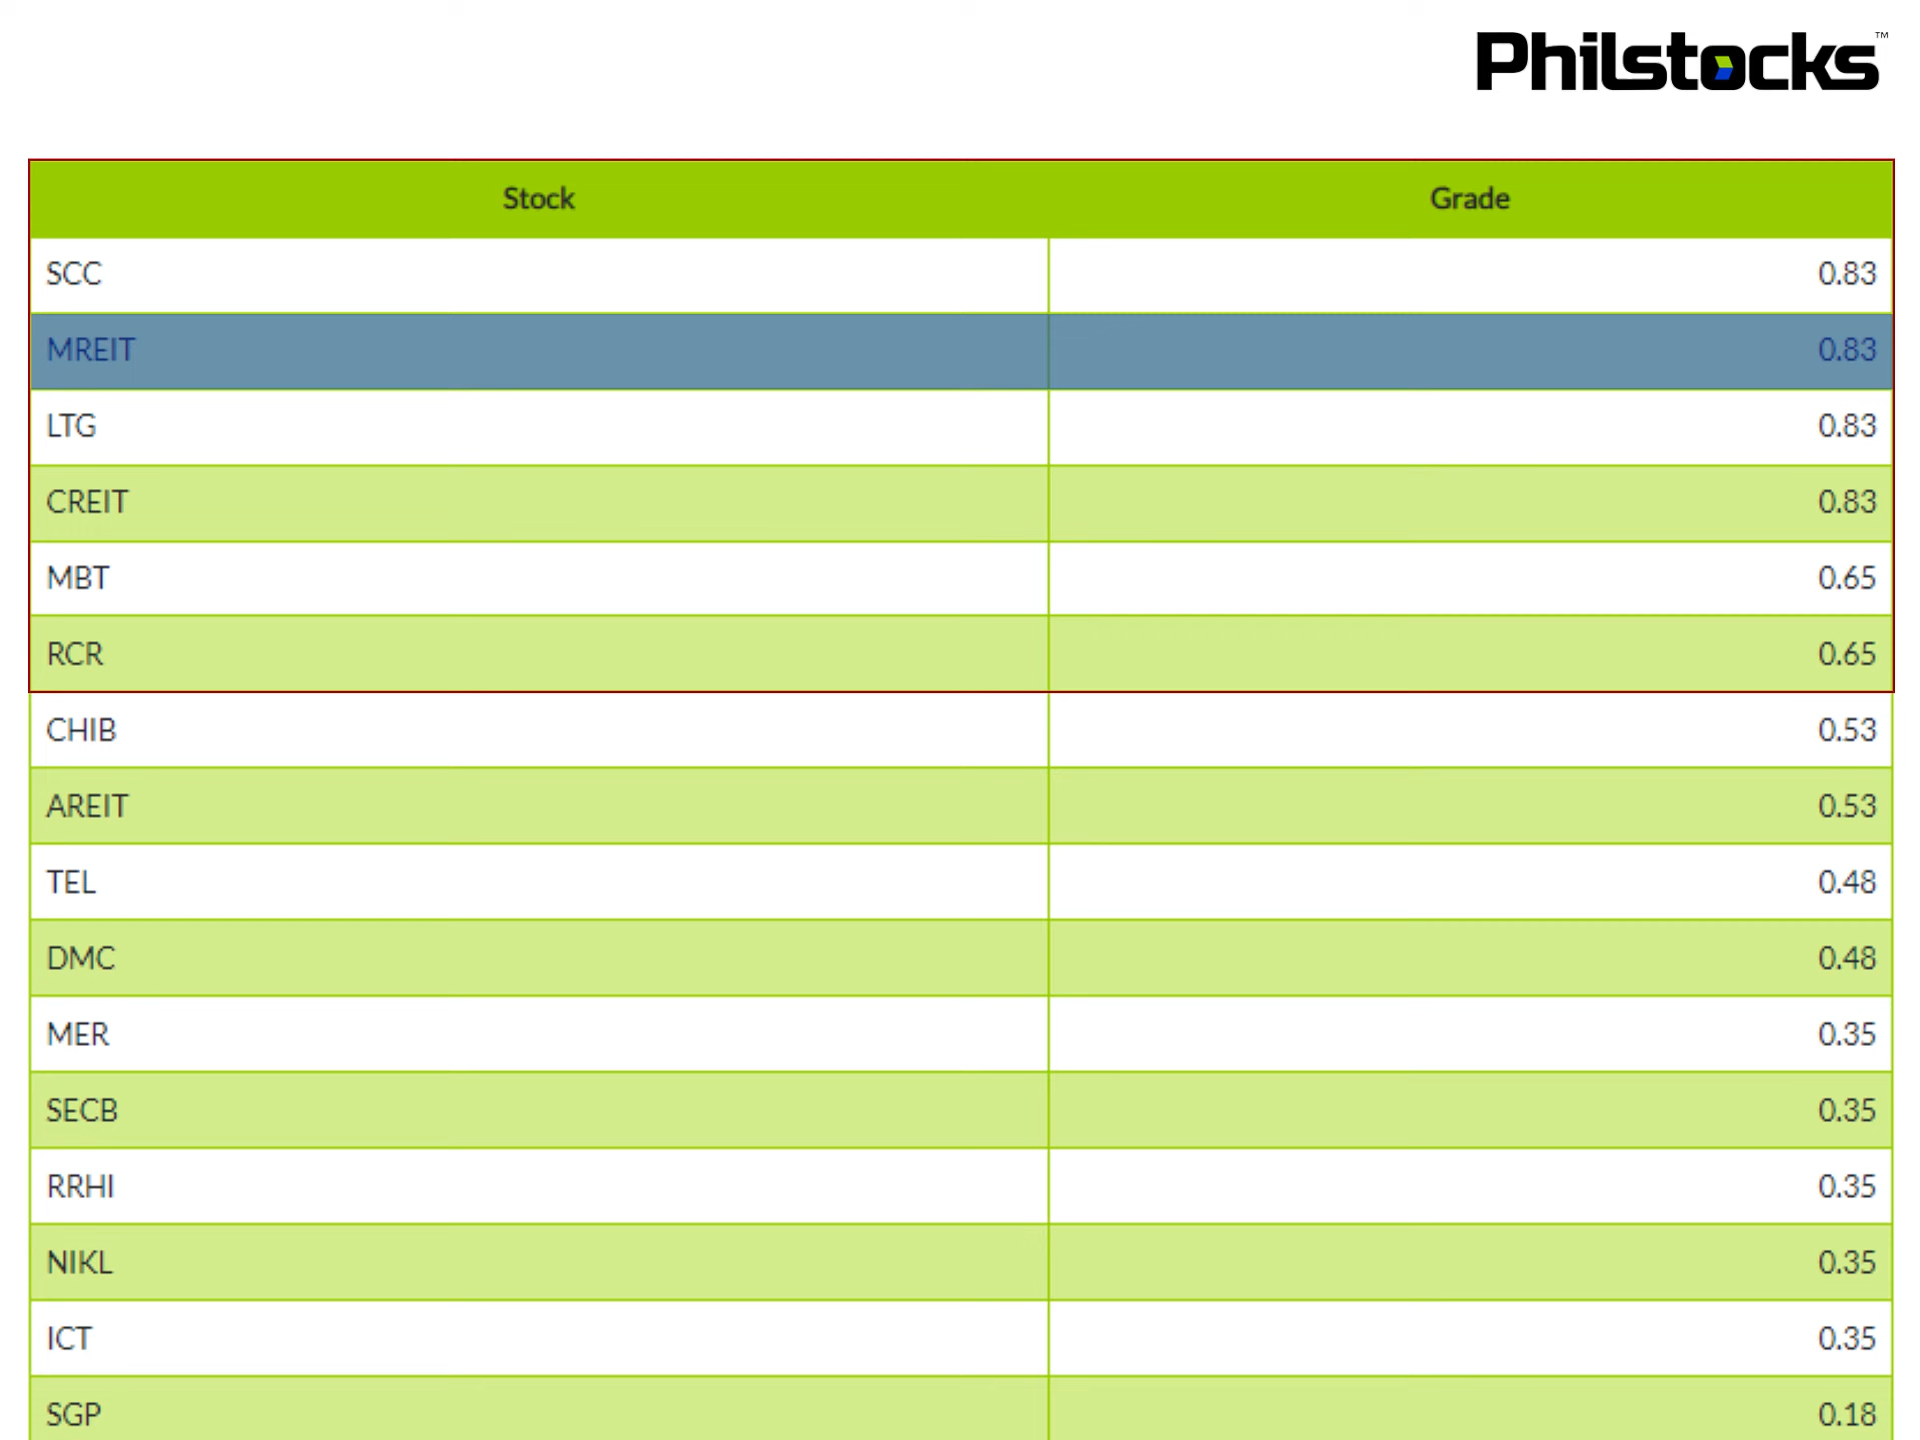 Philstocks™
Stock Grade
SCC 0.83
MREIT 0.83
LTG 0.83
CREIT 0.83
MBT 0.65
RCR 0.65
CHIB 0.53
AREIT 0.53
TEL 0.48
DMC 0.48
MER 0.35
SECB 0.35
RRHI 0.35
NIKL 0.35
ICT 0.35
SGP 0.18